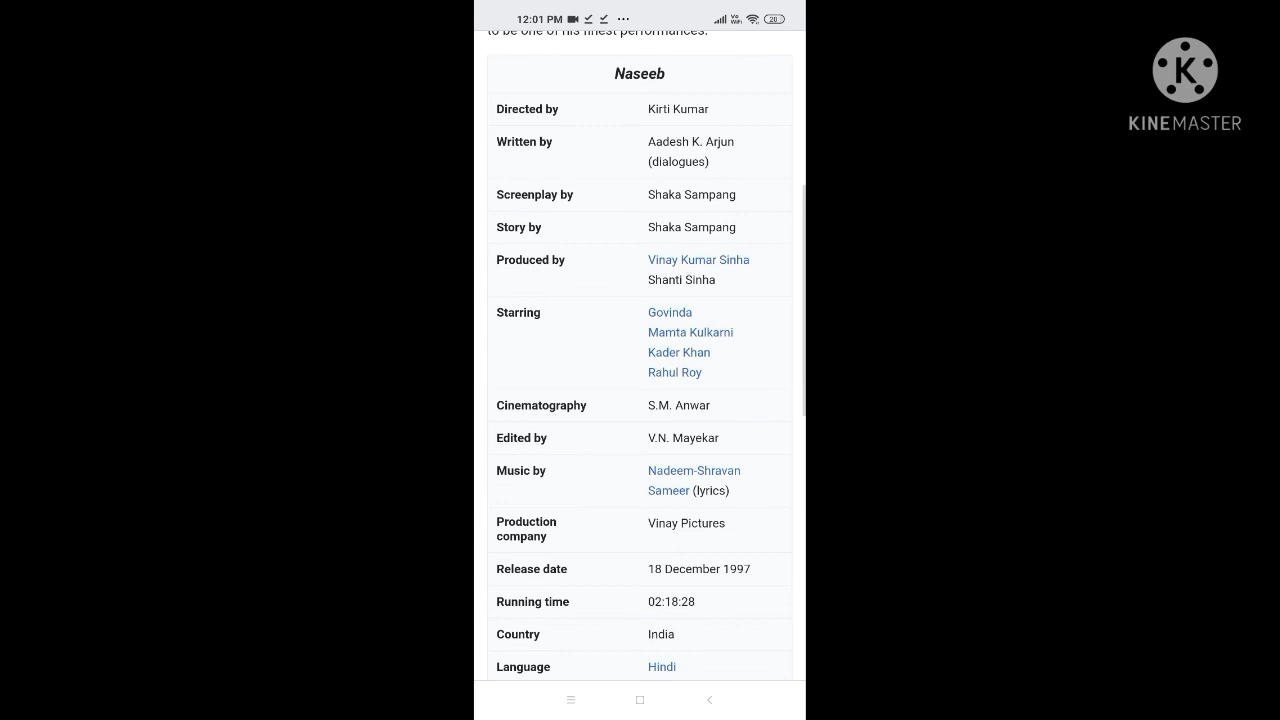 12:01 PM
Vo WiFi
20
to be one of his finest performances.
Naseeb
Directed by Kirti Kumar
Written by Aadesh K. Arjun
(dialogues)
Screenplay by Shaka Sampang
Story by Shaka Sampang
Produced by Vinay Kumar Sinha
Shanti Sinha
Starring Govinda
Mamta Kulkarni
Kader Khan
Rahul Roy
Cinematography S.M. Anwar
Edited by V.N. Mayekar
Music by Nadeem-Shravan
Sameer (lyrics)
Production company Vinay Pictures
Release date 18 December 1997
Running time 02:18:28
Country India
Language Hindi
K
KINEMASTER